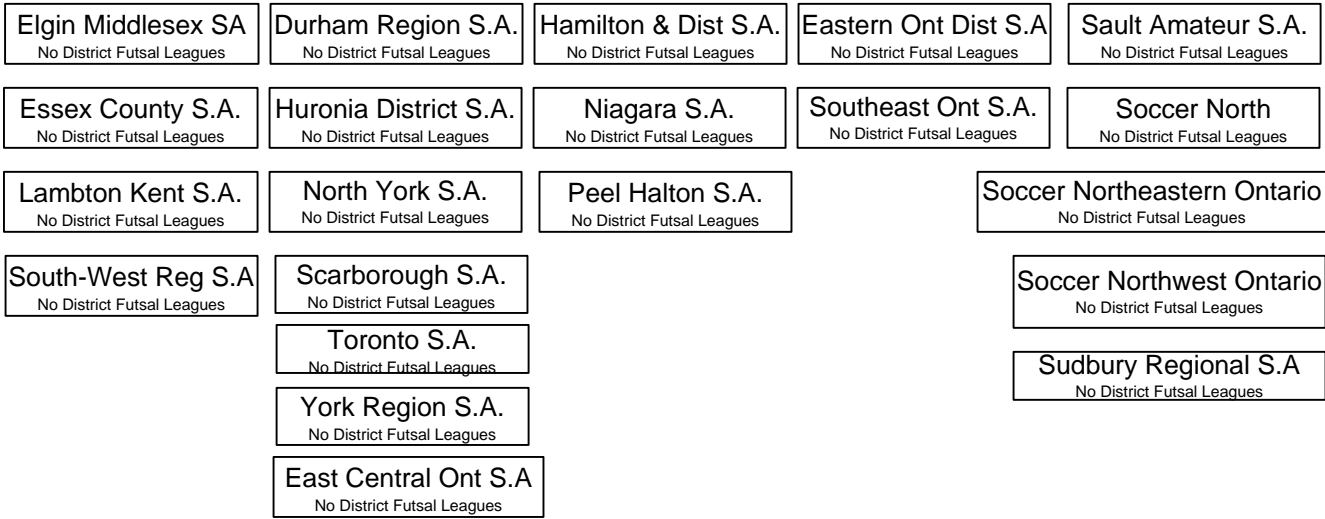 Elgin Middlesex SA
No District Futsal Leagues
Durham Region S.A.
No District Futsal Leagues
Hamilton & Dist S.A.
No District Futsal Leagues
Eastern Ont Dist S.A
No District Futsal Leagues
Sault Amateur S.A.
No District Futsal Leagues
Essex County S.A.
No District Futsal Leagues
Huronia District S.A.
No District Futsal Leagues
Niagara S.A.
No District Futsal Leagues
Southeast Ont S.A.
No District Futsal Leagues
Soccer North
No District Futsal Leagues
Lambton Kent S.A.
No District Futsal Leagues
North York S.A.
No District Futsal Leagues
Peel Halton S.A.
No District Futsal Leagues
Soccer Northeastern Ontario
No District Futsal Leagues
South-West Reg S.A
No District Futsal Leagues
Scarborough S.A.
No District Futsal Leagues
Soccer Northwest Ontario
No District Futsal Leagues
Toronto S.A.
No District Futsal Leagues
Sudbury Regional S.A
No District Futsal Leagues
York Region S.A.
No District Futsal Leagues
East Central Ont S.A
No District Futsal Leagues